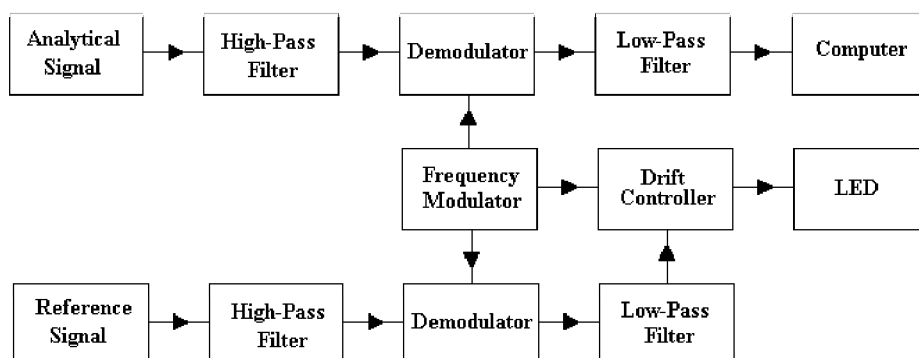 Analytical
Signal
High-Pass
Filter
Demodulator
Low-Pass
Filter
Computer
Frequency
Modulator
Drift
Controller
LED
Reference
Signal
High-Pass
Filter
Demodulator
Low-Pass
Filter